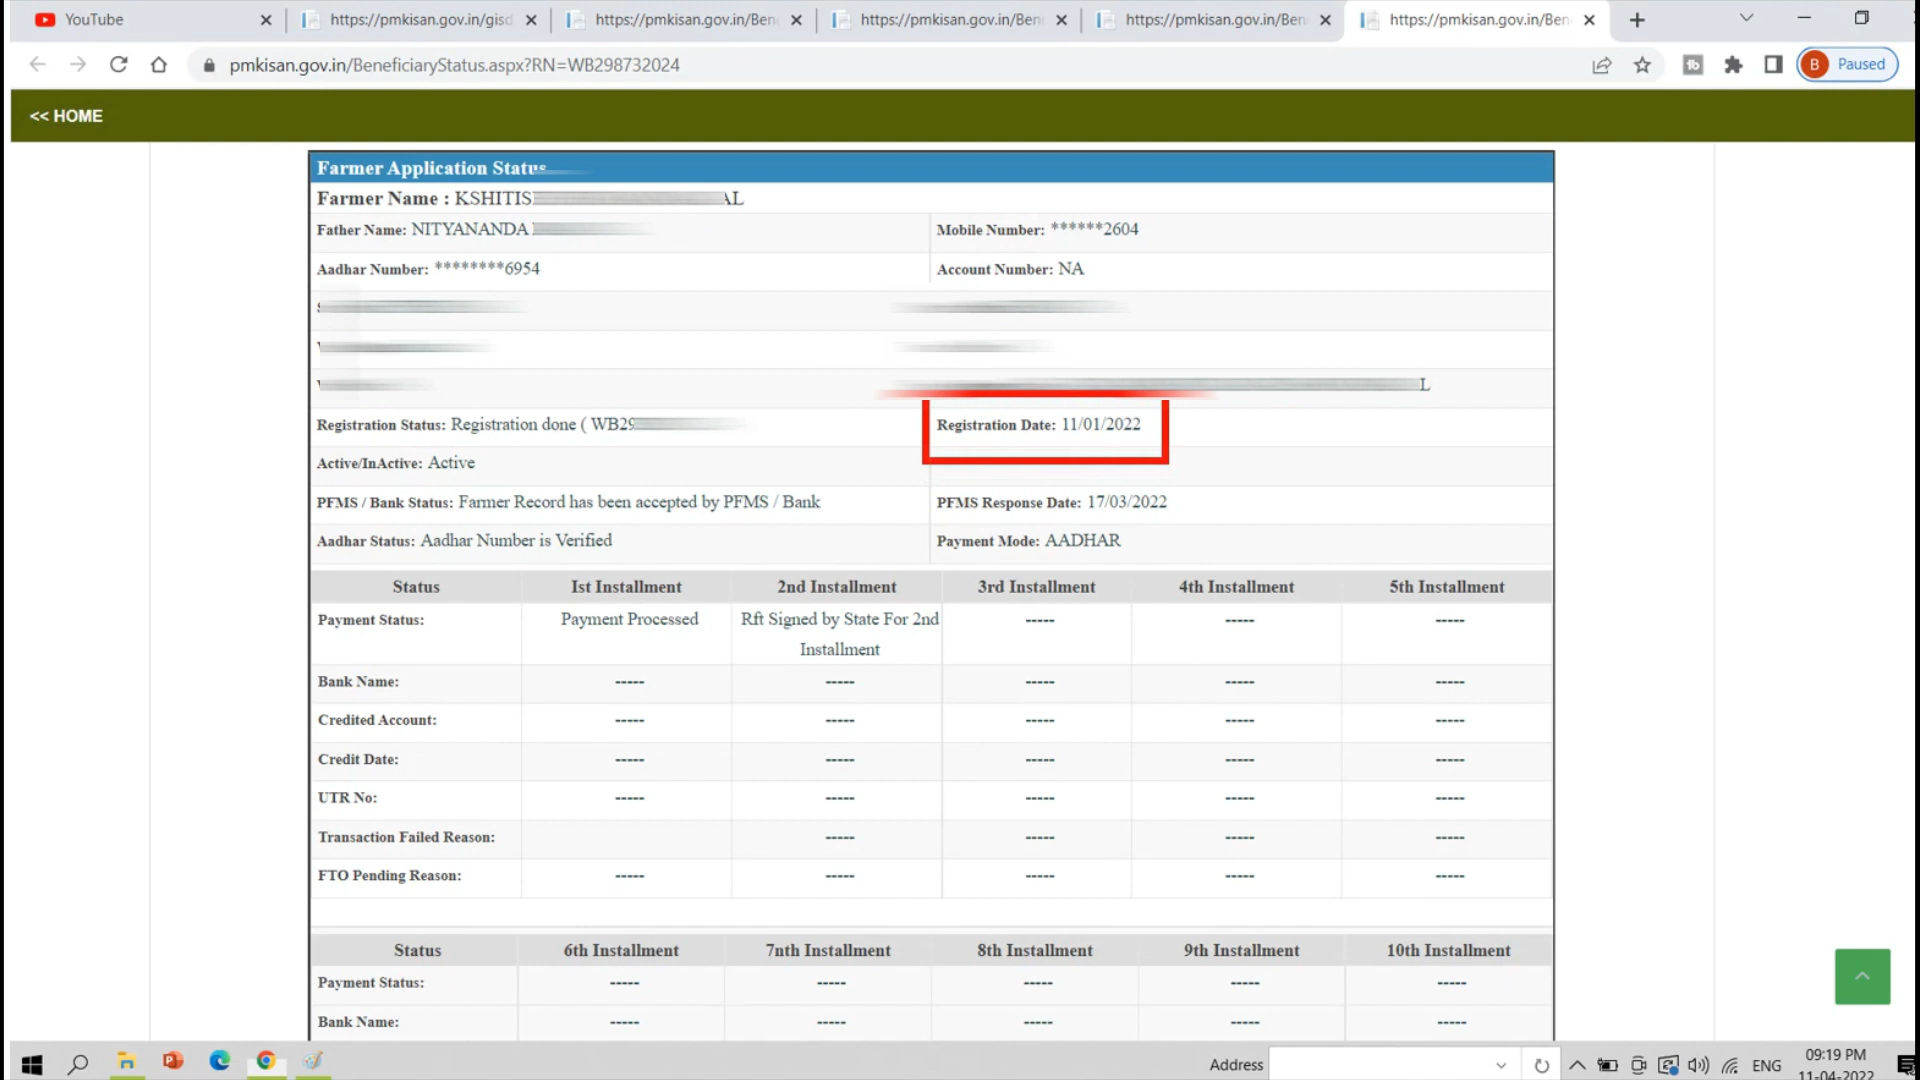 YouTube https://pmkisan.gov.in/gisd https://pmkisan.gov.in/Ben https://pmkisan.gov.in/Ben https://pmkisan.gov.in/Ben https://pmkisan.gov.in/Ben
pmkisan.gov.in/BeneficiaryStatus.aspx?RN=WB298732024 B Paused
<< HOME
Farmer Application Status
Farmer Name : KSHITIS AL
Father Name: NITYANANDA Mobile Number: ******2604
Aadhar Number: ********6954 Account Number: NA
L
Registration Status: Registration done ( WB29 Registration Date: 11/01/2022
Active/InActive: Active
PFMS / Bank Status: Farmer Record has been accepted by PFMS / Bank PFMS Response Date: 17/03/2022
Aadhar Status: Aadhar Number is Verified Payment Mode: AADHAR
Status Ist Installment 2nd Installment 3rd Installment 4th Installment 5th Installment
Payment Status: Payment Processed Rft Signed by State For 2nd ----- ----- -----
Installment
Bank Name: ----- ----- ----- ----- -----
Credited Account: ----- ----- ----- ----- -----
Credit Date: ----- ----- ----- ----- -----
UTR No: ----- ----- ----- ----- -----
Transaction Failed Reason: ----- ----- ----- -----
FTO Pending Reason: ----- ----- ----- ----- -----
Status 6th Installment 7nth Installment 8th Installment 9th Installment 10th Installment
Payment Status: ----- ----- ----- ----- -----
Bank Name: ----- ----- ----- ----- -----
Address ENG 09:19 PM
11-04-2022